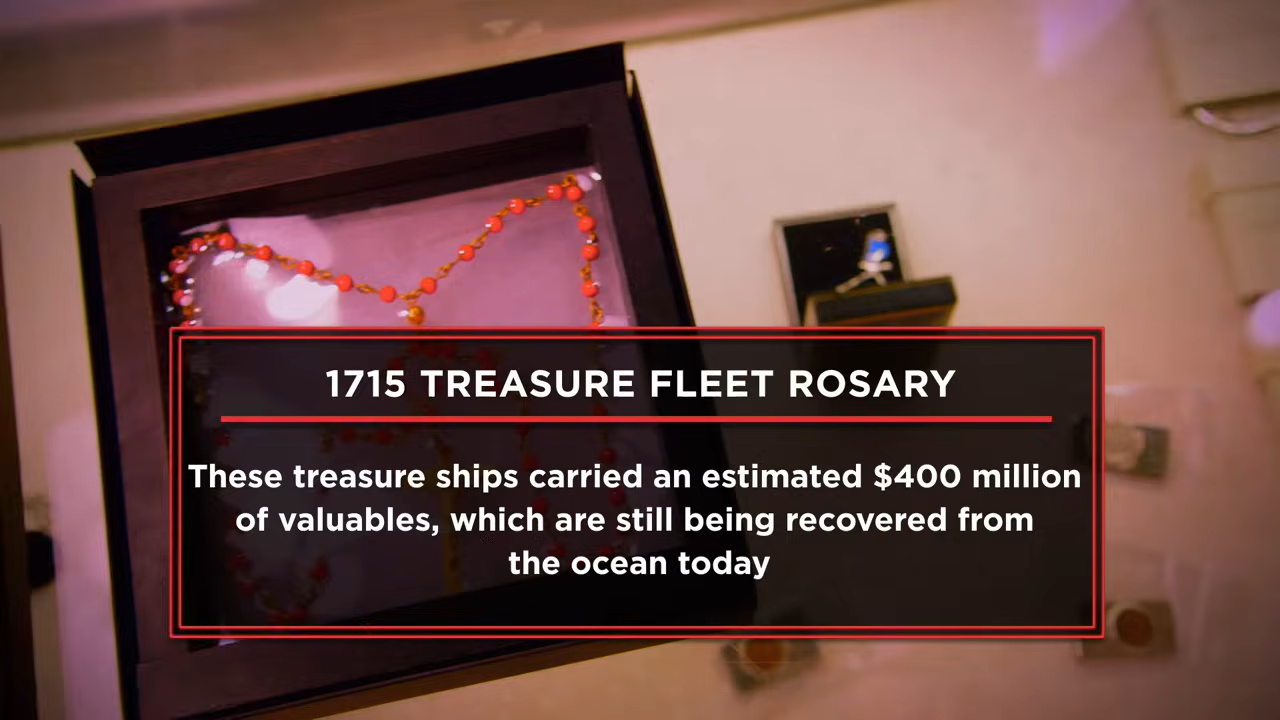 1715 TREASURE FLEET ROSARY
These treasure ships carried an estimated $400 million
of valuables, which are still being recovered from
the ocean today